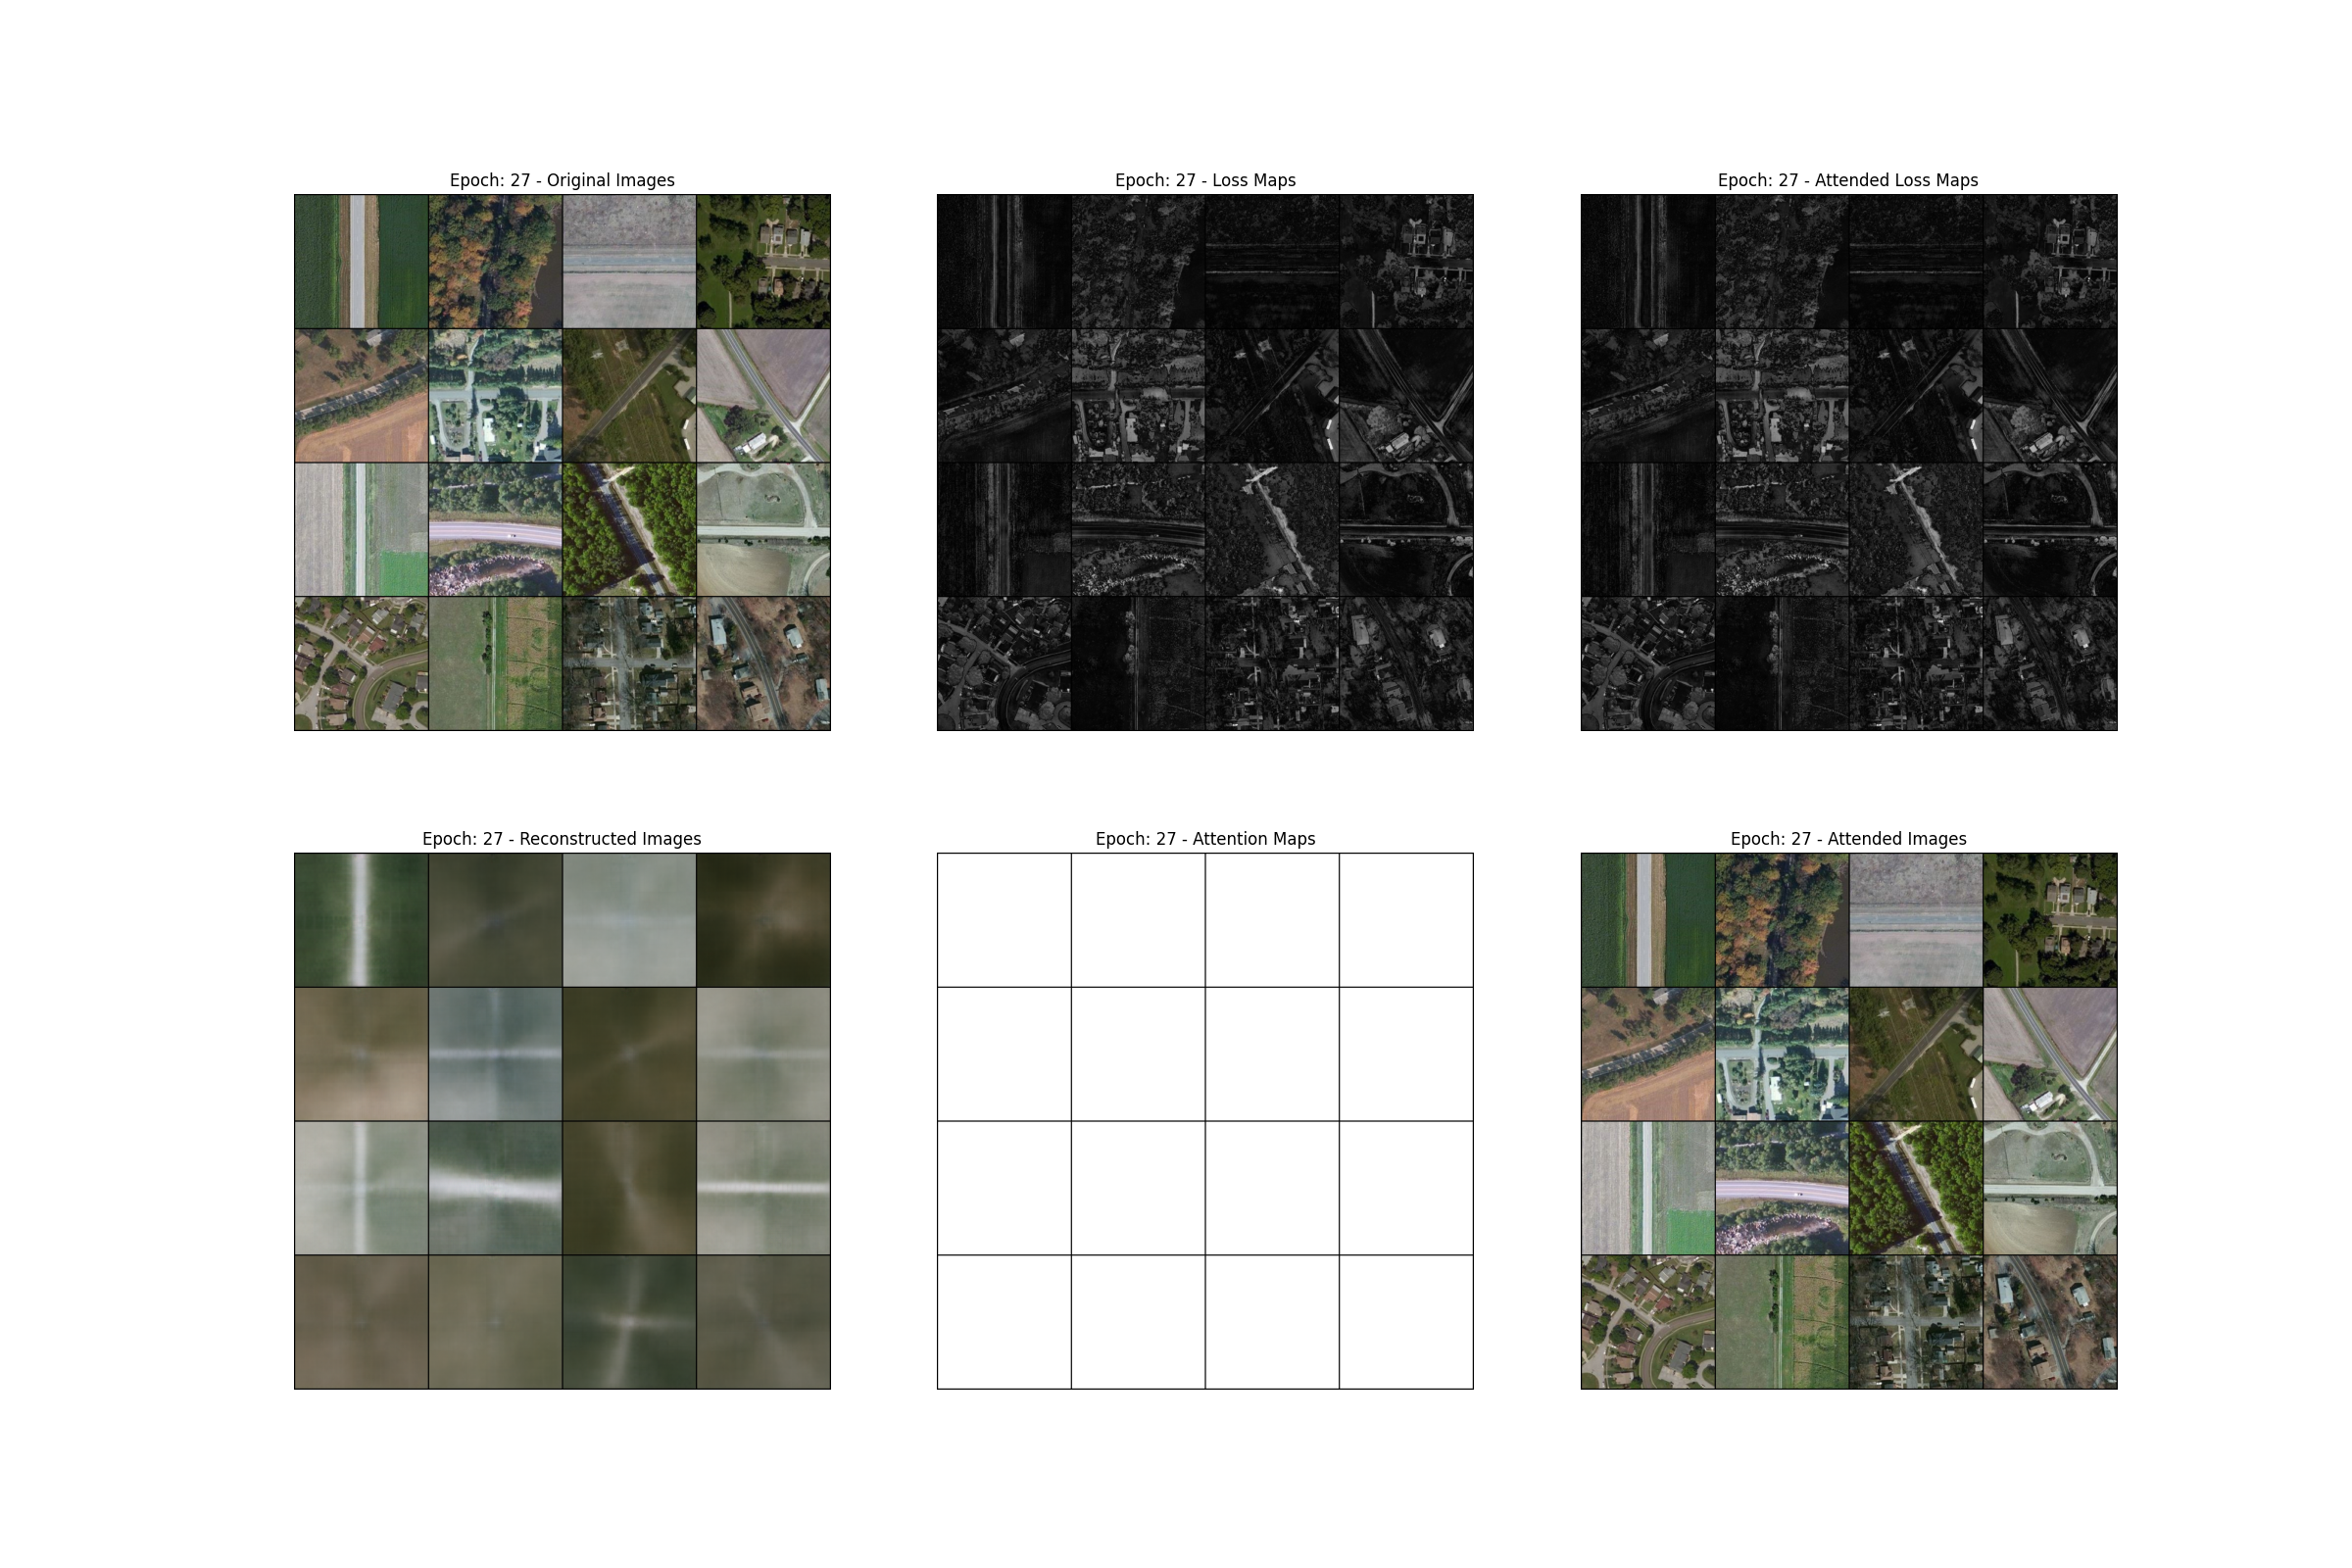 Epoch: 27 - Original Images
Epoch: 27 - Loss Maps
Epoch: 27 - Attended Loss Maps
Epoch: 27 - Reconstructed Images
Epoch: 27 - Attention Maps
Epoch: 27 - Attended Images